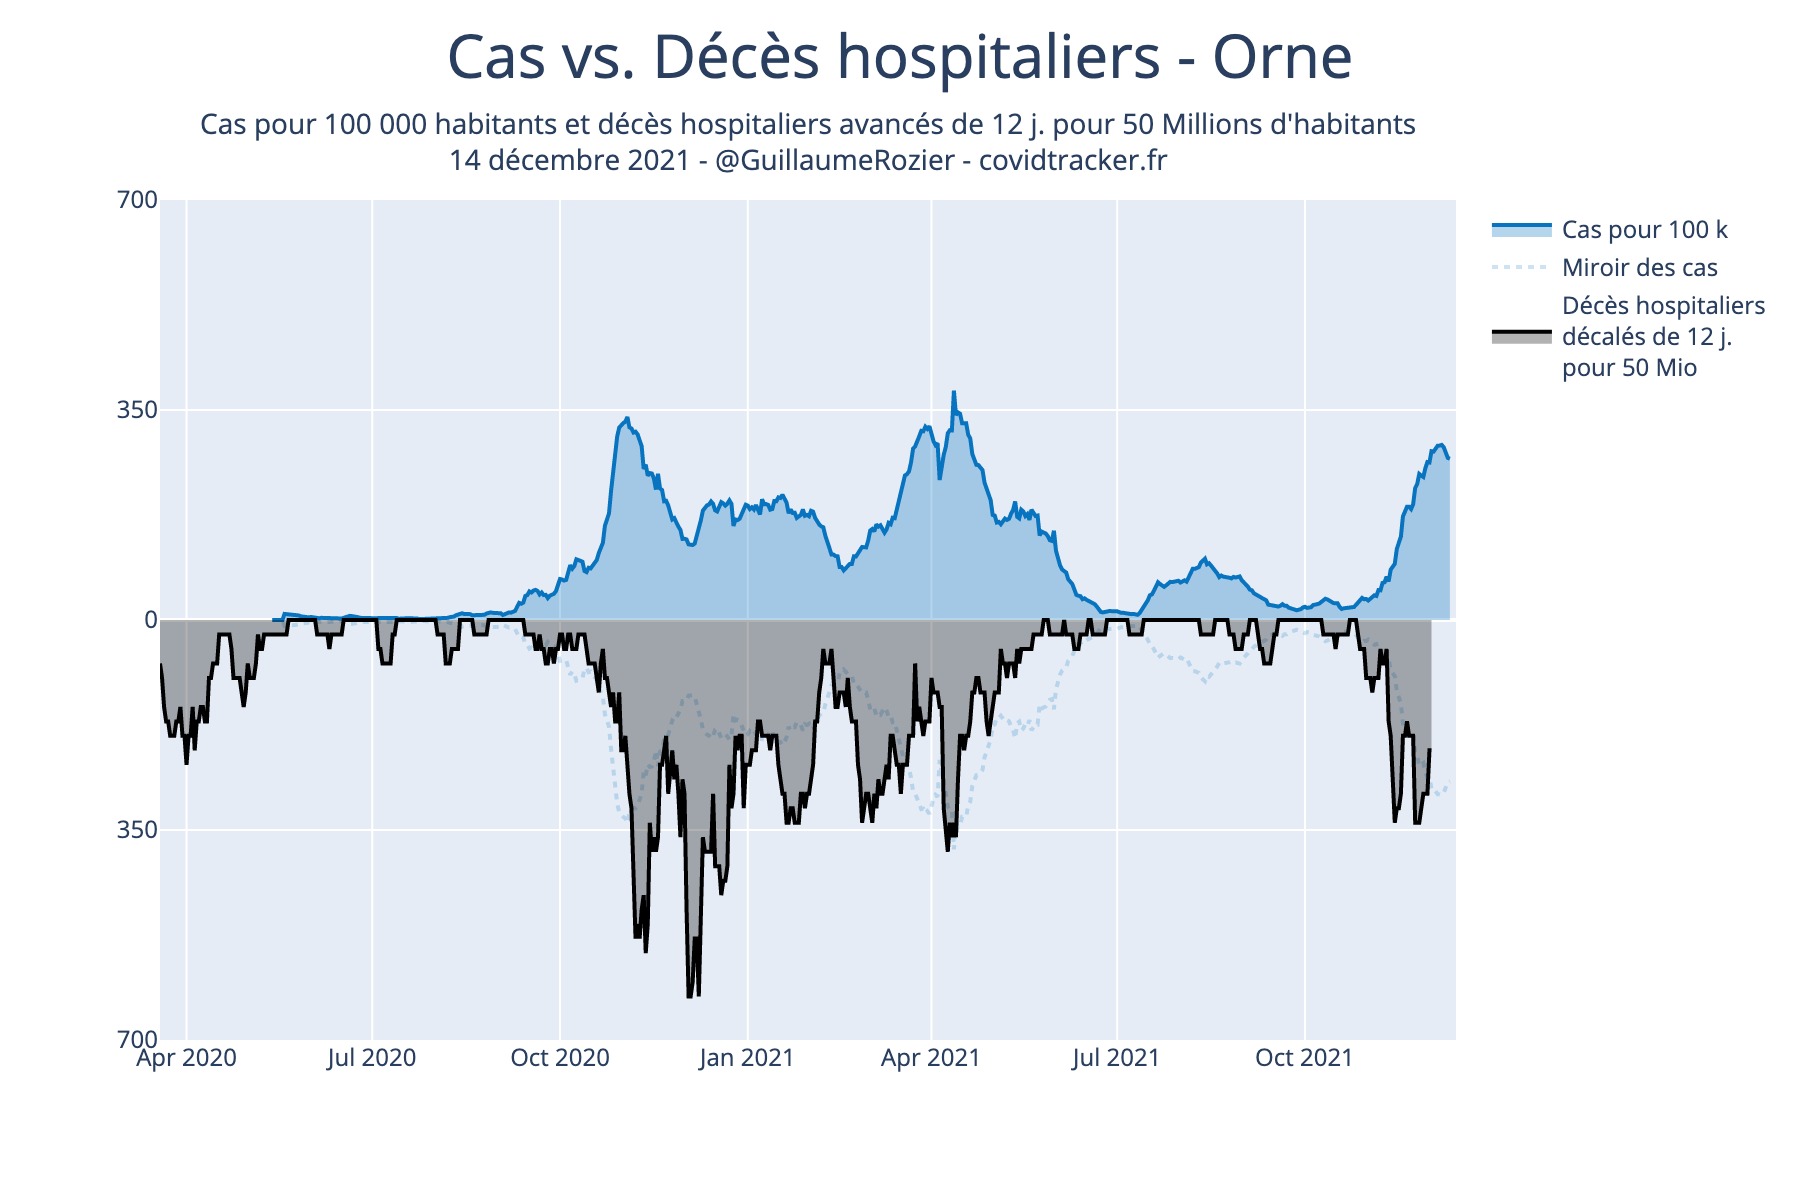 Cas vs. Décès hospitaliers - Orne
Cas pour 100 000 habitants et décès hospitaliers avancés de 12 j. pour 50 Millions d'habitants
14 décembre 2021 - @GuillaumeRozier - covidtracker.fr
700
350
0
350
700
Apr 2020
Jul 2020
Oct 2020
Jan 2021
Apr 2021
Jul 2021
Oct 2021
Cas pour 100 k
Miroir des cas
Décès hospitaliers
décalés de 12 j.
pour 50 Mio